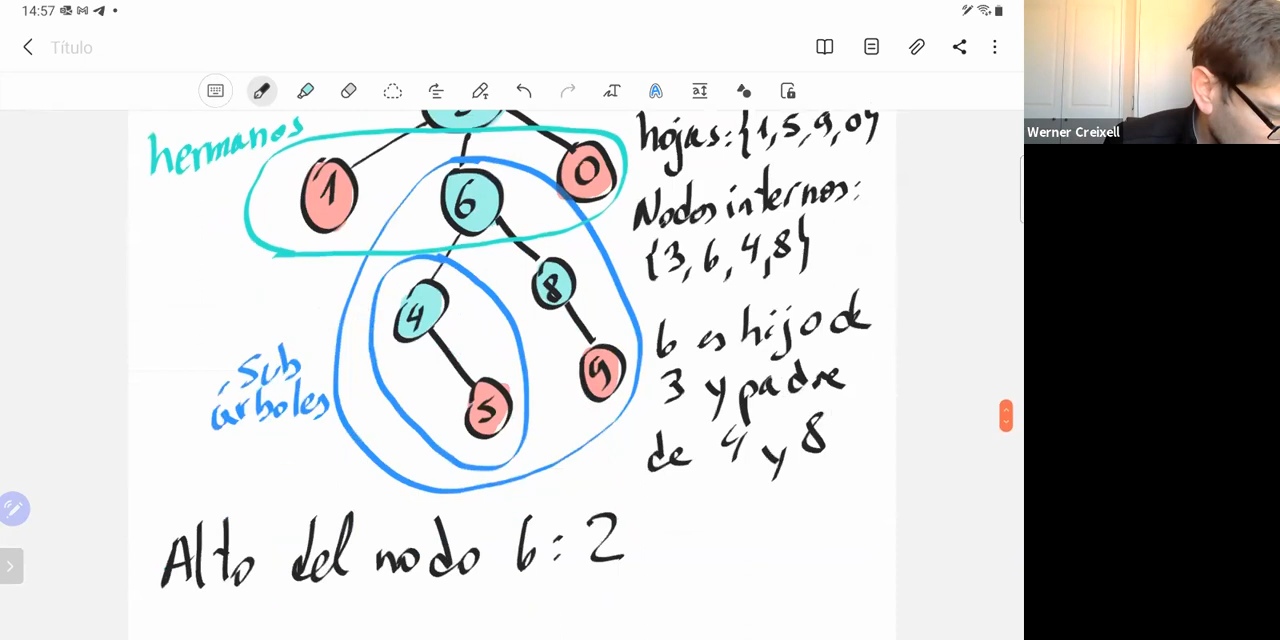 14:57
Título
Werner Creixell
hermanos
hojas: {1,5,9,0}
1
6
0
Nodos internos:
{3, 6, 4, 8}
4
8
6 es hijo de
3 y padre
de 4 y 8
Sub
árboles
5
9
Alto del nodo 6: 2